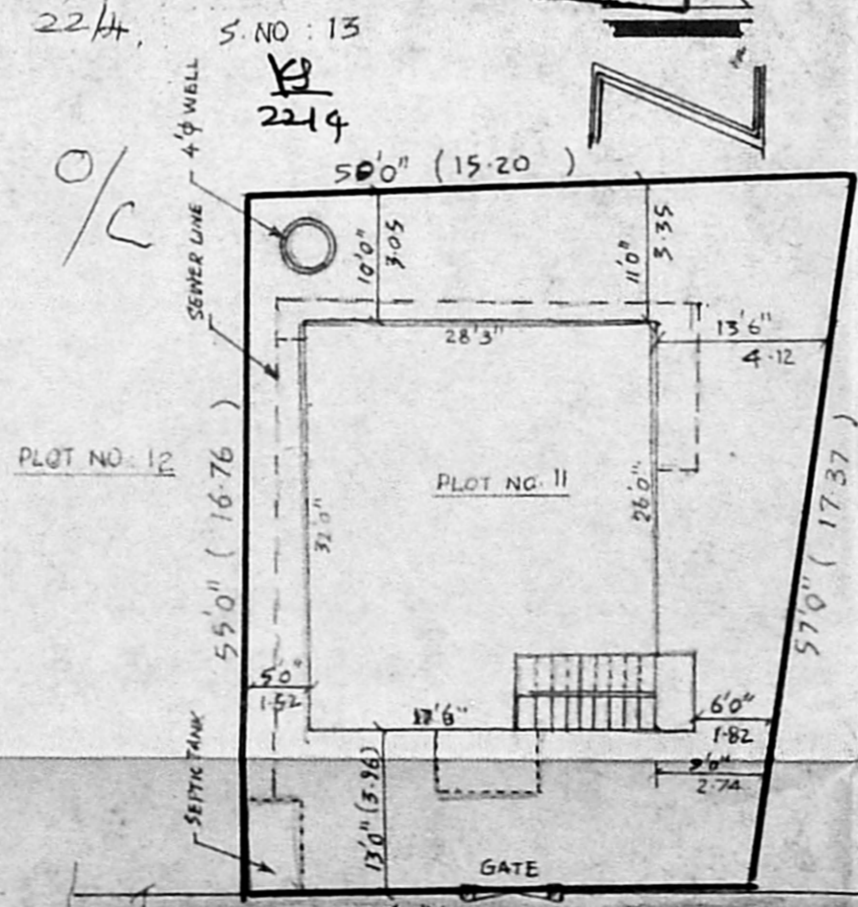 22/4,
S. NO : 13
2214
O/C
4'φ WELL
SEWER LINE
50'0" (15.20 )
10'0"
3.05
11'0"
3.35
28'3"
13'6"
4.12
PLOT NO: 12
55'0" (16.76 )
32'0"
PLOT NO. 11
26'0"
57'0" (17.37 )
5'0"
1.52
6'0"
1.82
9'0"
2.74
SEPTIC TANK
13'0" (3.96)
GATE